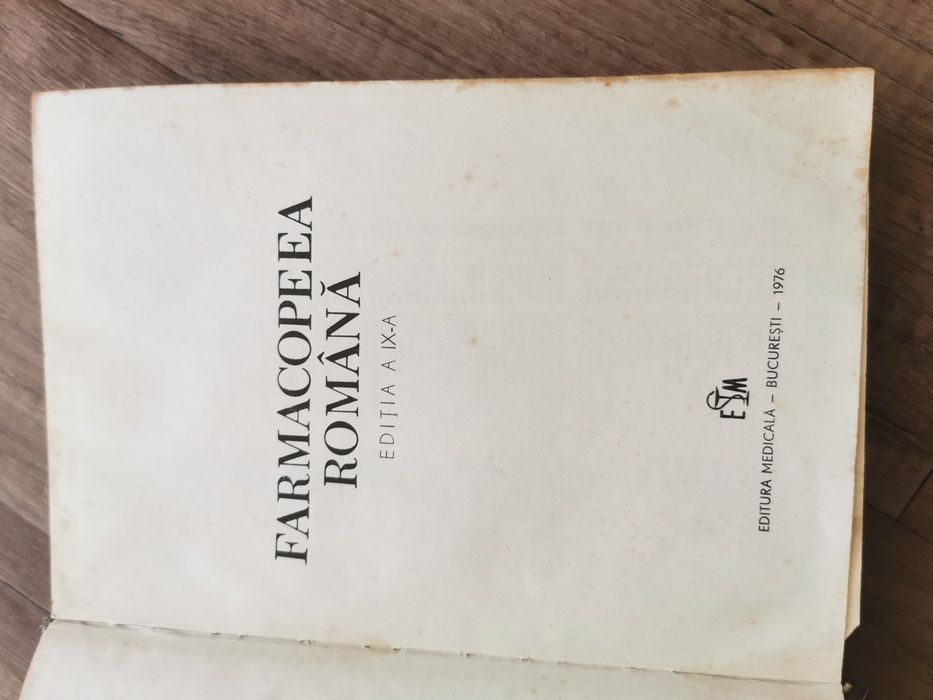 FARMACOPEEA
ROMÂNĂ
EDIȚIA A IX-A
E M
EDITURA MEDICALĂ – BUCUREȘTI – 1976